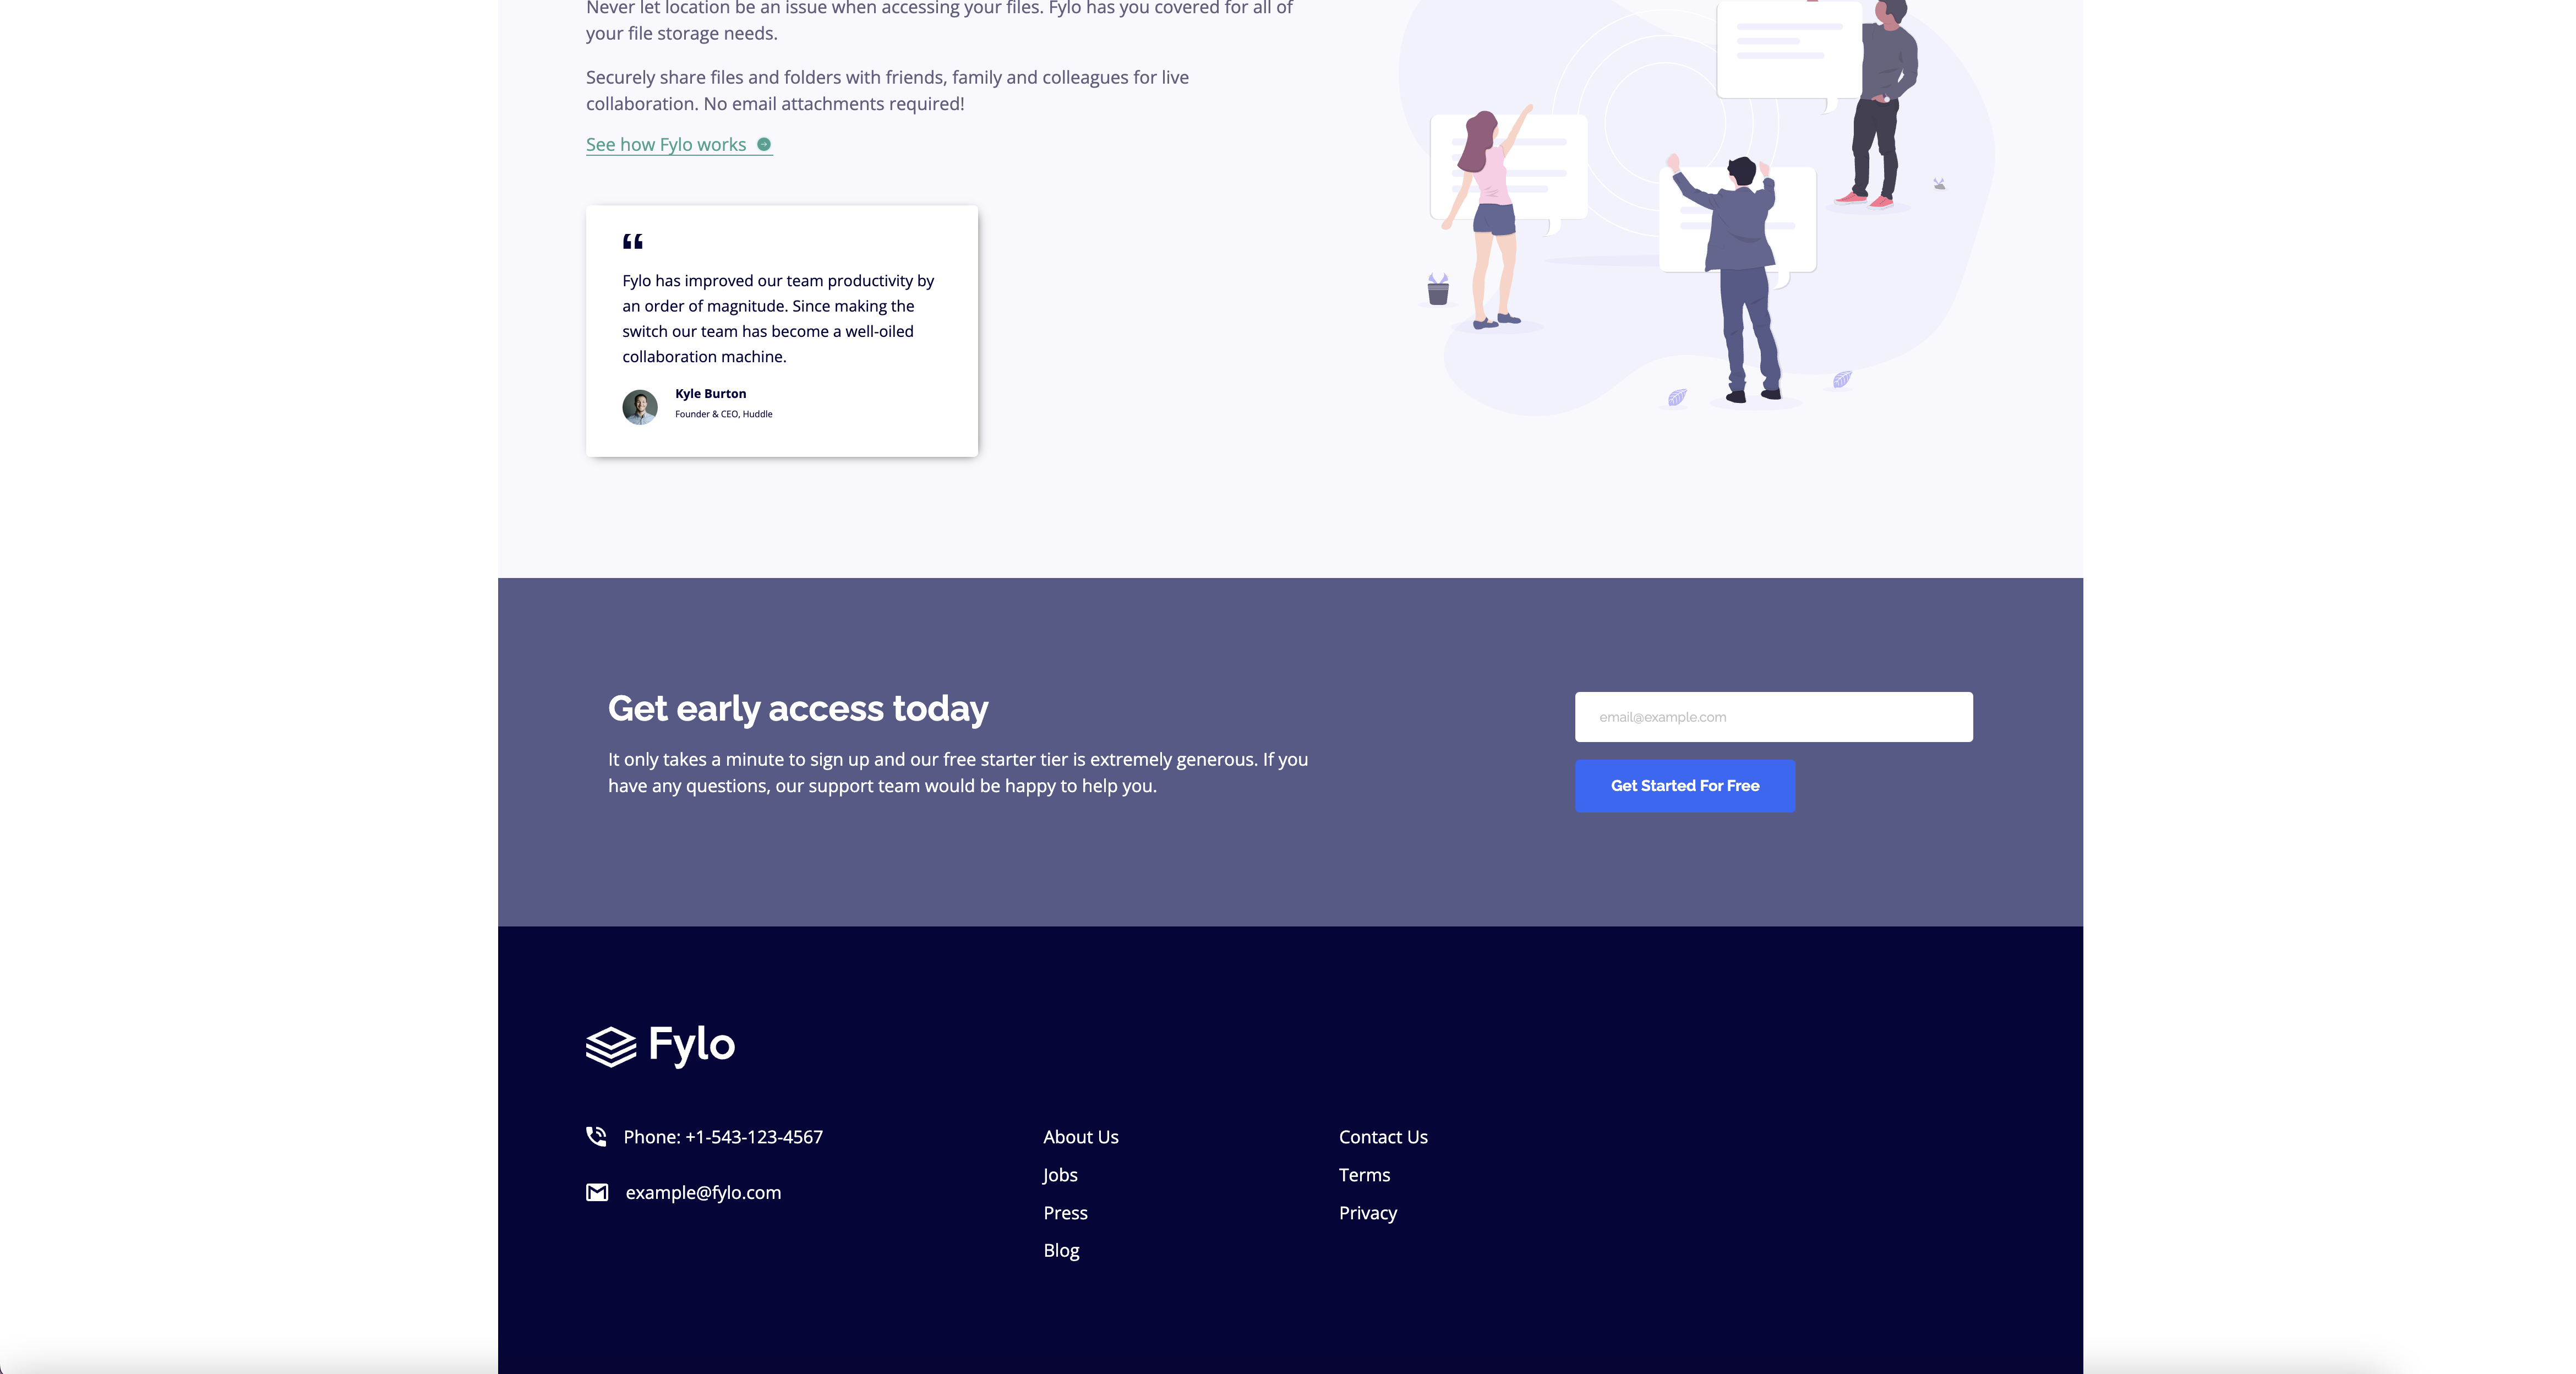 Never let location be an issue when accessing your files. Fylo has you covered for all of
your file storage needs.
Securely share files and folders with friends, family and colleagues for live
collaboration. No email attachments required!
See how Fylo works
“
Fylo has improved our team productivity by
an order of magnitude. Since making the
switch our team has become a well-oiled
collaboration machine.
Kyle Burton
Founder & CEO, Huddle
Get early access today
It only takes a minute to sign up and our free starter tier is extremely generous. If you
have any questions, our support team would be happy to help you.
email@example.com
Get Started For Free
Fylo
Phone: +1-543-123-4567
example@fylo.com
About Us
Jobs
Press
Blog
Contact Us
Terms
Privacy